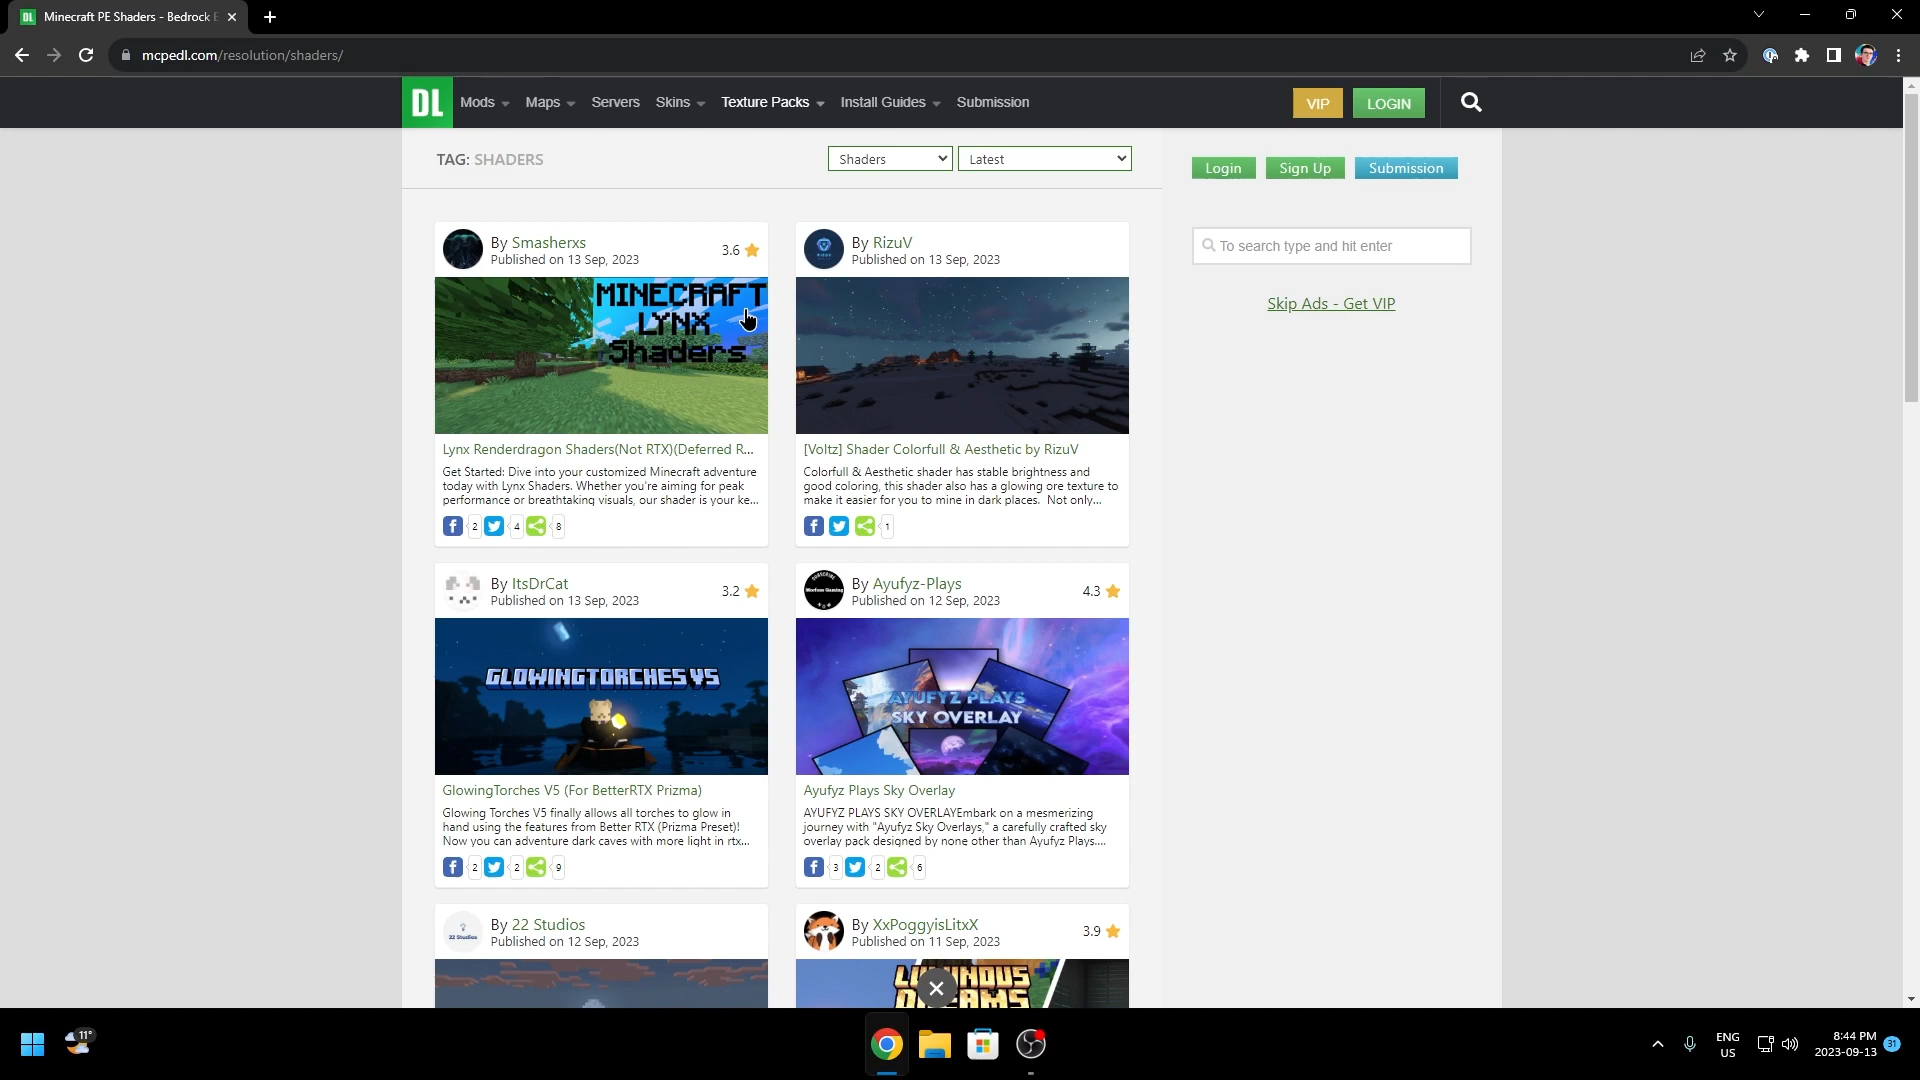 DL Minecraft PE Shaders - Bedrock E
mcpedl.com/resolution/shaders/
DL Mods Maps Servers Skins Texture Packs Install Guides Submission VIP LOGIN
TAG: SHADERS Shaders Latest
Login Sign Up Submission
To search type and hit enter
Skip Ads - Get VIP
By Smasherxs 3.6
Published on 13 Sep, 2023
MINECRAFT
LYNX
Shaders
Lynx Renderdragon Shaders(Not RTX)(Deferred R...
Get Started: Dive into your customized Minecraft adventure
today with Lynx Shaders. Whether you're aiming for peak
performance or breathtaking visuals, our shader is your ke...
2 4 8
By RizuV
Published on 13 Sep, 2023
[Voltz] Shader Colorfull & Aesthetic by RizuV
Colorfull & Aesthetic shader has stable brightness and
good coloring, this shader also has a glowing ore texture to
make it easier for you to mine in dark places. Not only...
1
By ItsDrCat 3.2
Published on 13 Sep, 2023
GLOWINGTORCHES V5
GlowingTorches V5 (For BetterRTX Prizma)
Glowing Torches V5 finally allows all torches to glow in
hand using the features from Better RTX (Prizma Preset)!
Now you can adventure dark caves with more light in rtx...
2 2 9
By Ayufyz-Plays 4.3
Published on 12 Sep, 2023
AYUFYZ PLAYS
SKY OVERLAY
Ayufyz Plays Sky Overlay
AYUFYZ PLAYS SKY OVERLAYEmbark on a mesmerizing
journey with "Ayufyz Sky Overlays," a carefully crafted sky
overlay pack designed by none other than Ayufyz Plays....
3 2 6
22 Studios
By 22 Studios
Published on 12 Sep, 2023
By XxPoggyisLitxX 3.9
Published on 11 Sep, 2023
LUMINOUS
DREAMS
11°
ENG
US
8:44 PM
2023-09-13
31